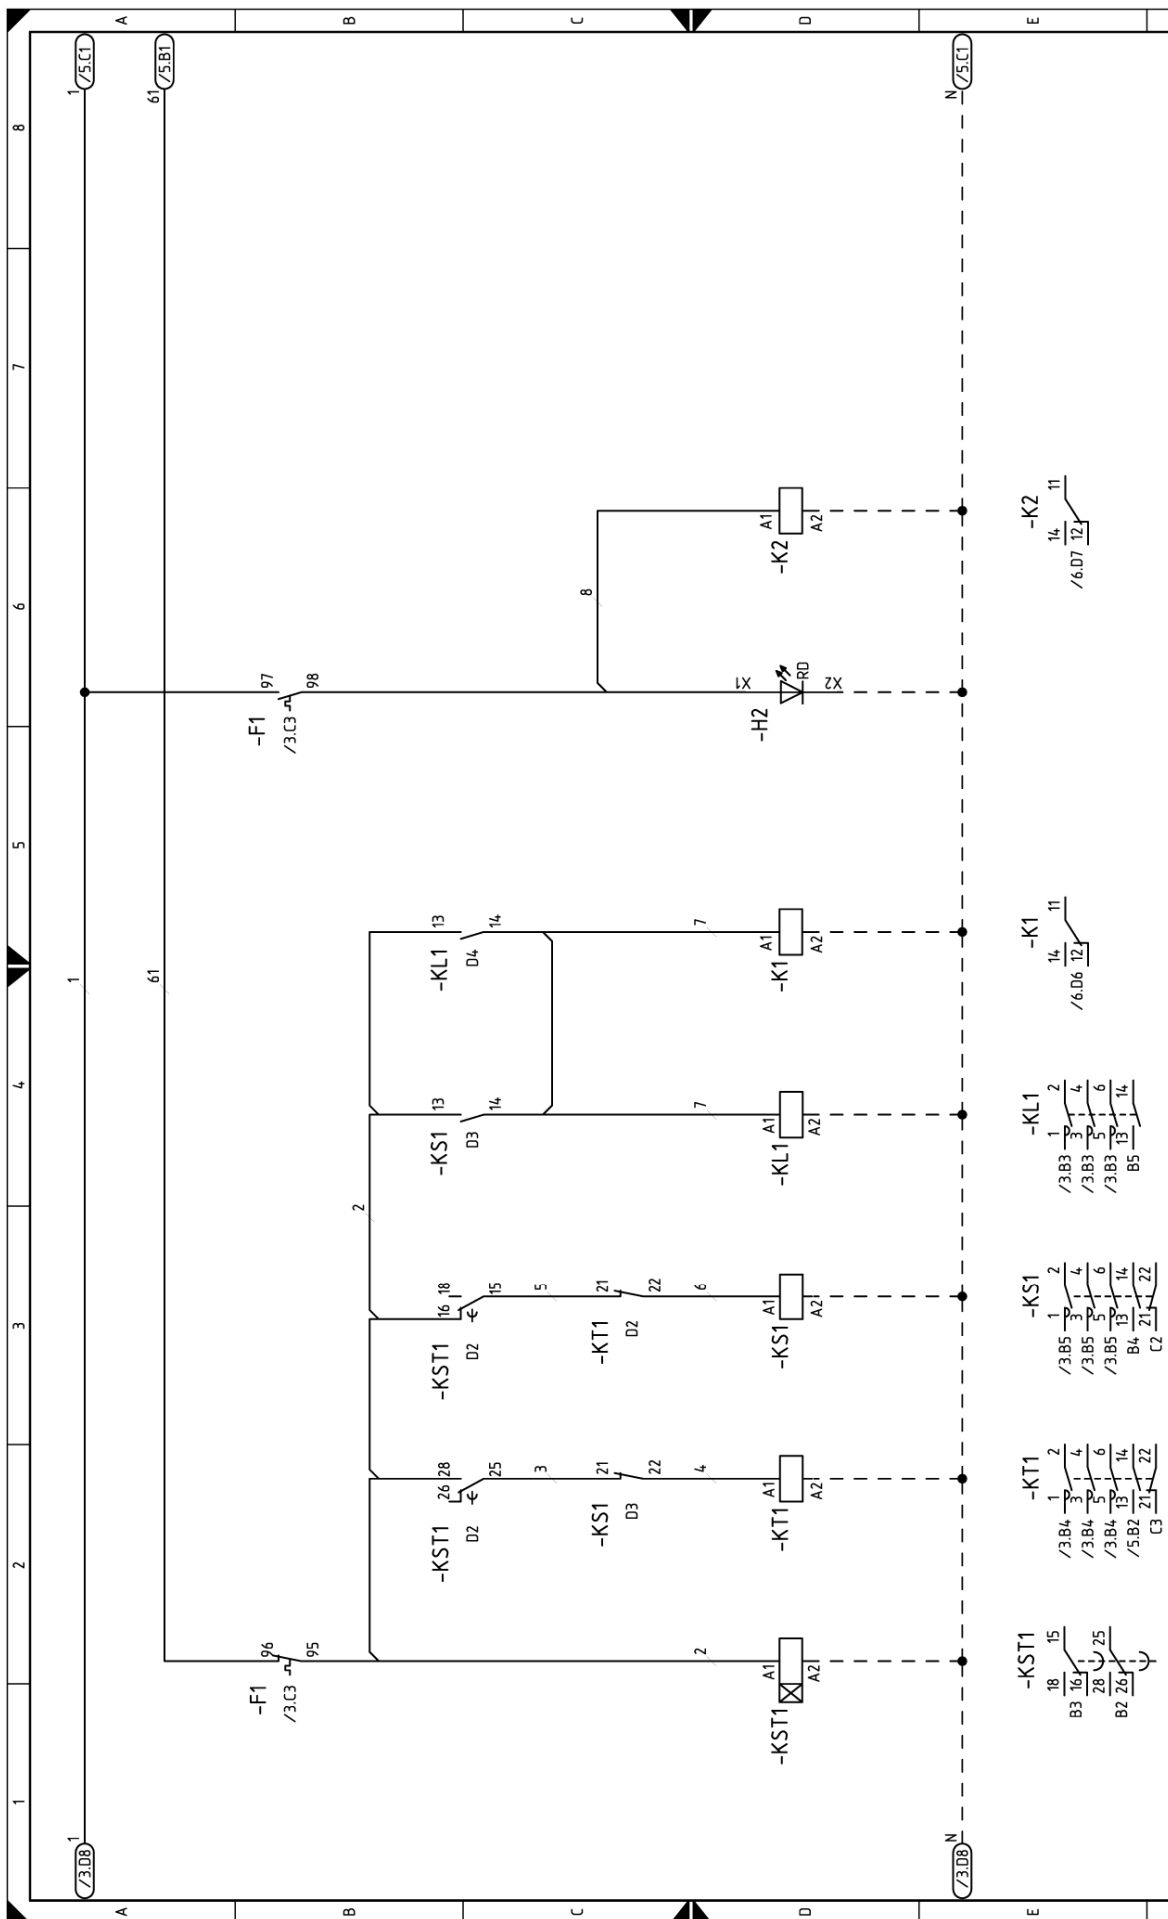 A
B
C
D
E
1
2
3
4
5
6
7
8
/3.D8
1
1
1
/5.C1
61
61
/5.B1
-F1
/3.C3
96
95
-F1
/3.C3
97
98
2
-KST1
D2
26
28
25
-KST1
D2
16
18
15
-KS1
D3
13
14
-KL1
D4
13
14
3
5
-KS1
D3
21
22
-KT1
D2
21
22
8
2
4
6
7
7
-KST1
A1
A2
-KT1
A1
A2
-KS1
A1
A2
-KL1
A1
A2
-K1
A1
A2
-H2
X1
X2
RD
-K2
A1
A2
/3.D8
N
N
/5.C1
-KST1
18
15
B3
16
28
25
B2
26
-KT1
/3.B4 1 2
/3.B4 3 4
/3.B4 5 6
/5.B2 13 14
C3 21 22
-KS1
/3.B5 1 2
/3.B5 3 4
/3.B5 5 6
B4 13 14
C2 21 22
-KL1
/3.B3 1 2
/3.B3 3 4
/3.B3 5 6
B5 13 14
-K1
14
11
/6.D6
12
-K2
14
11
/6.D7
12
A
B
C
D
E